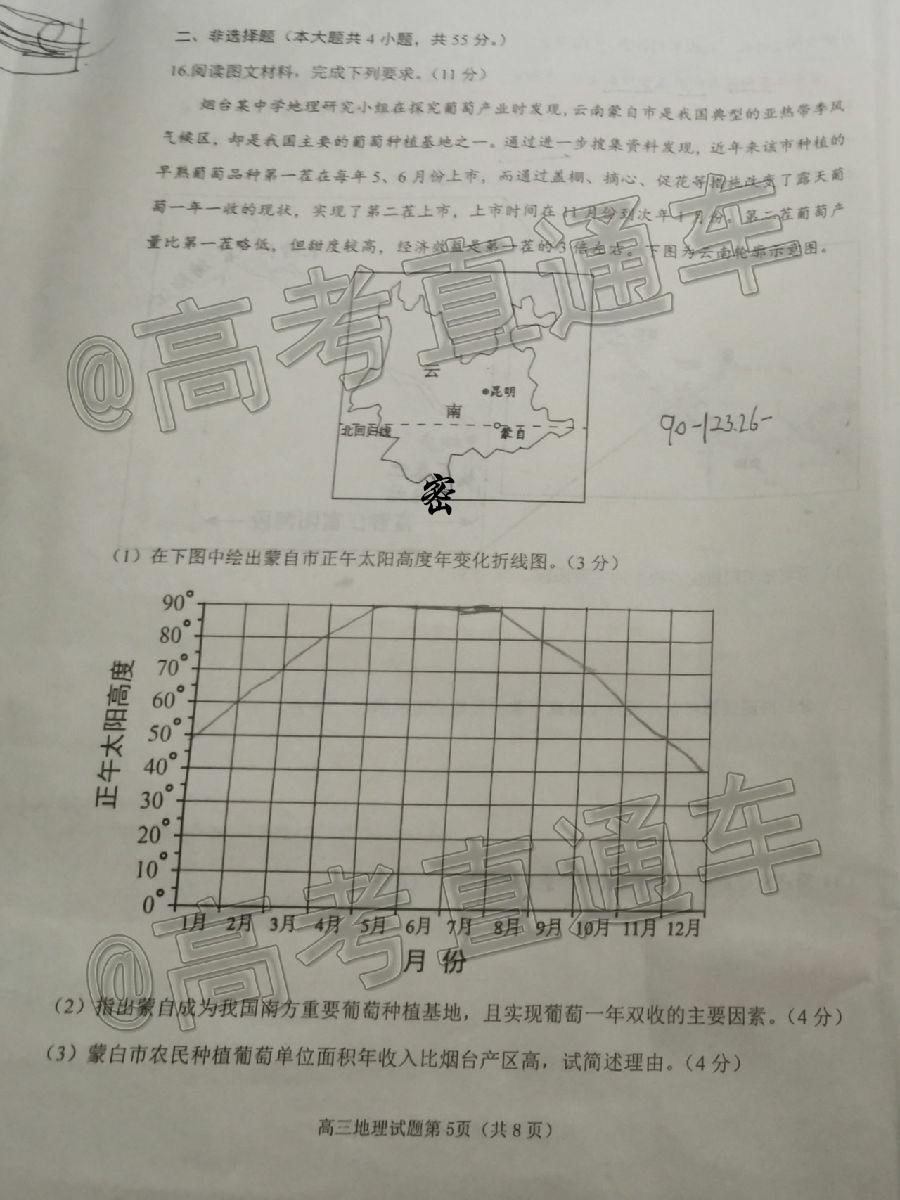 二、非选择题（本大题共4小题，共55分。）
16.阅读图文材料，完成下列要求。（11分）
烟台某中学地理研究小组在探究葡萄产业时发现，云南蒙自市是我国典型的亚热带季风
气候区，却是我国主要的葡萄种植基地之一。通过进一步搜集资料发现，近年来该市种植的
早熟葡萄品种第一茬在每年5、6月份上市，而通过盖棚、摘心、促花等措施改变了露天葡
萄一年一收的现状，实现了第二茬上市，上市时间在11月份到次年1月份。第二茬葡萄产
量比第一茬略低，但甜度较高，经济效益是第一茬的3倍左右。下图为云南轮廓示意图。
@高考直通车
云
昆明
南
北回归线
蒙自
90-123.26-
密
（1）在下图中绘出蒙自市正午太阳高度年变化折线图。（3分）
正午太阳高度
90°
80°
70°
60°
50°
40°
30°
20°
10°
0°
1月 2月 3月 4月 5月 6月 7月 8月 9月 10月 11月 12月
月 份
@高考直通车
（2）指出蒙自成为我国南方重要葡萄种植基地，且实现葡萄一年双收的主要因素。（4分）
（3）蒙白市农民种植葡萄单位面积年收入比烟台产区高，试简述理由。（4分）
高三地理试题第5页（共8页）